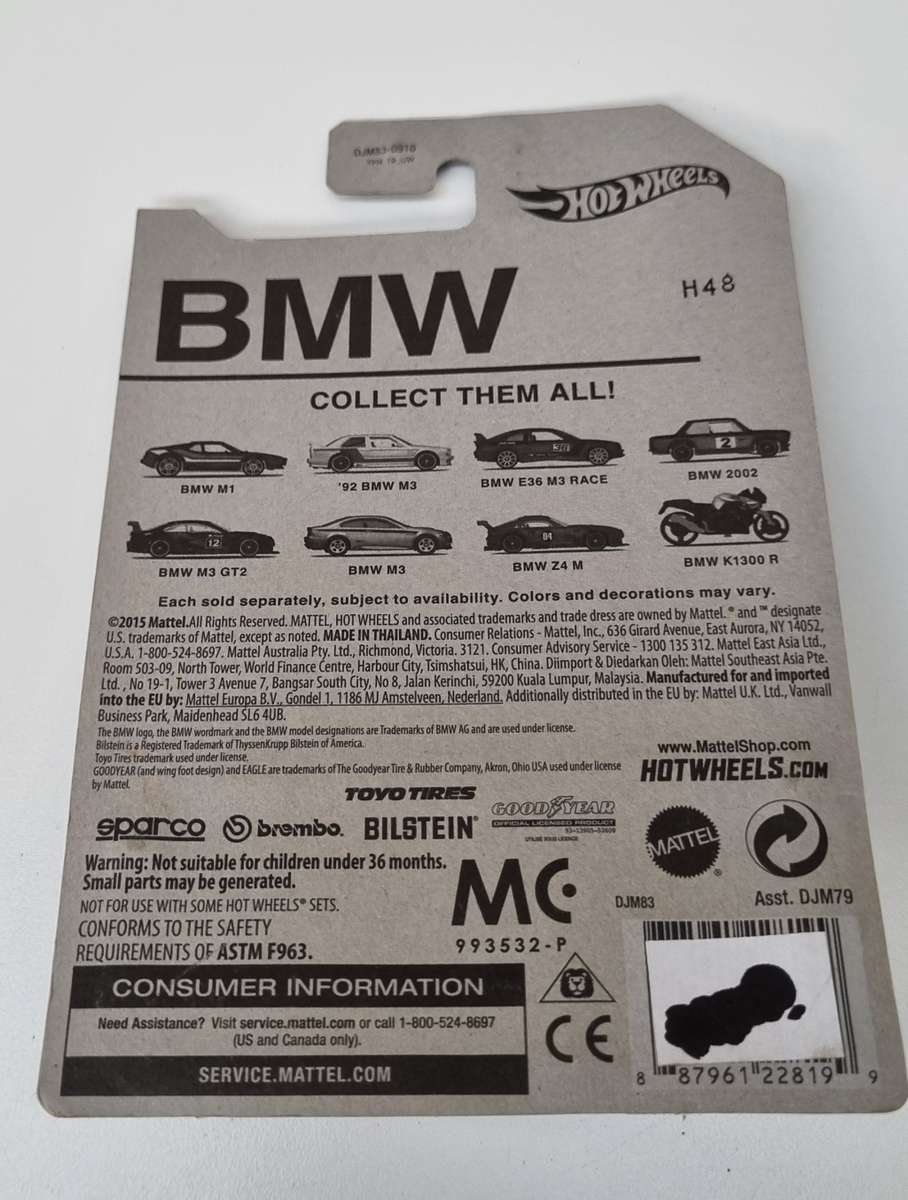 DJM83-0910
HOT WHEELS
BMW
H48
COLLECT THEM ALL!
BMW M1
'92 BMW M3
BMW E36 M3 RACE
BMW 2002
BMW M3 GT2
BMW M3
BMW Z4 M
BMW K1300 R
Each sold separately, subject to availability. Colors and decorations may vary.
©2015 Mattel.All Rights Reserved. MATTEL, HOT WHEELS and associated trademarks and trade dress are owned by Mattel. ® and ™ designate
U.S. trademarks of Mattel, except as noted. MADE IN THAILAND. Consumer Relations - Mattel, Inc., 636 Girard Avenue, East Aurora, NY 14052,
U.S.A. 1-800-524-8697. Mattel Australia Pty. Ltd., Richmond, Victoria. 3121. Consumer Advisory Service - 1300 135 312. Mattel East Asia Ltd.,
Room 503-09, North Tower, World Finance Centre, Harbour City, Tsimshatsui, HK, China. Diimport & Diedarkan Oleh: Mattel Southeast Asia Pte.
Ltd., No 19-1, Tower 3 Avenue 7, Bangsar South City, No 8, Jalan Kerinchi, 59200 Kuala Lumpur, Malaysia. Manufactured for and imported
into the EU by: Mattel Europa B.V., Gondel 1, 1186 MJ Amstelveen, Nederland. Additionally distributed in the EU by: Mattel U.K. Ltd., Vanwall
Business Park, Maidenhead SL6 4UB.
The BMW logo, the BMW wordmark and the BMW model designations are Trademarks of BMW AG and are used under license.
Bilstein is a Registered Trademark of ThyssenKrupp Bilstein of America.
Toyo Tires trademark used under license.
GOODYEAR (and wing foot design) and EAGLE are trademarks of The Goodyear Tire & Rubber Company, Akron, Ohio USA used under license
by Mattel.
www.MattelShop.com
HOTWHEELS.COM
TOYO TIRES
GOODYEAR
OFFICIAL LICENSED PRODUCT
sparco
brembo.
BILSTEIN®
MATTEL®
Warning: Not suitable for children under 36 months.
Small parts may be generated.
NOT FOR USE WITH SOME HOT WHEELS® SETS.
CONFORMS TO THE SAFETY
REQUIREMENTS OF ASTM F963.
MC
993532-P
DJM83
Asst. DJM79
CONSUMER INFORMATION
Need Assistance? Visit service.mattel.com or call 1-800-524-8697
(US and Canada only).
SERVICE.MATTEL.COM
CE
8 87961 22819 9